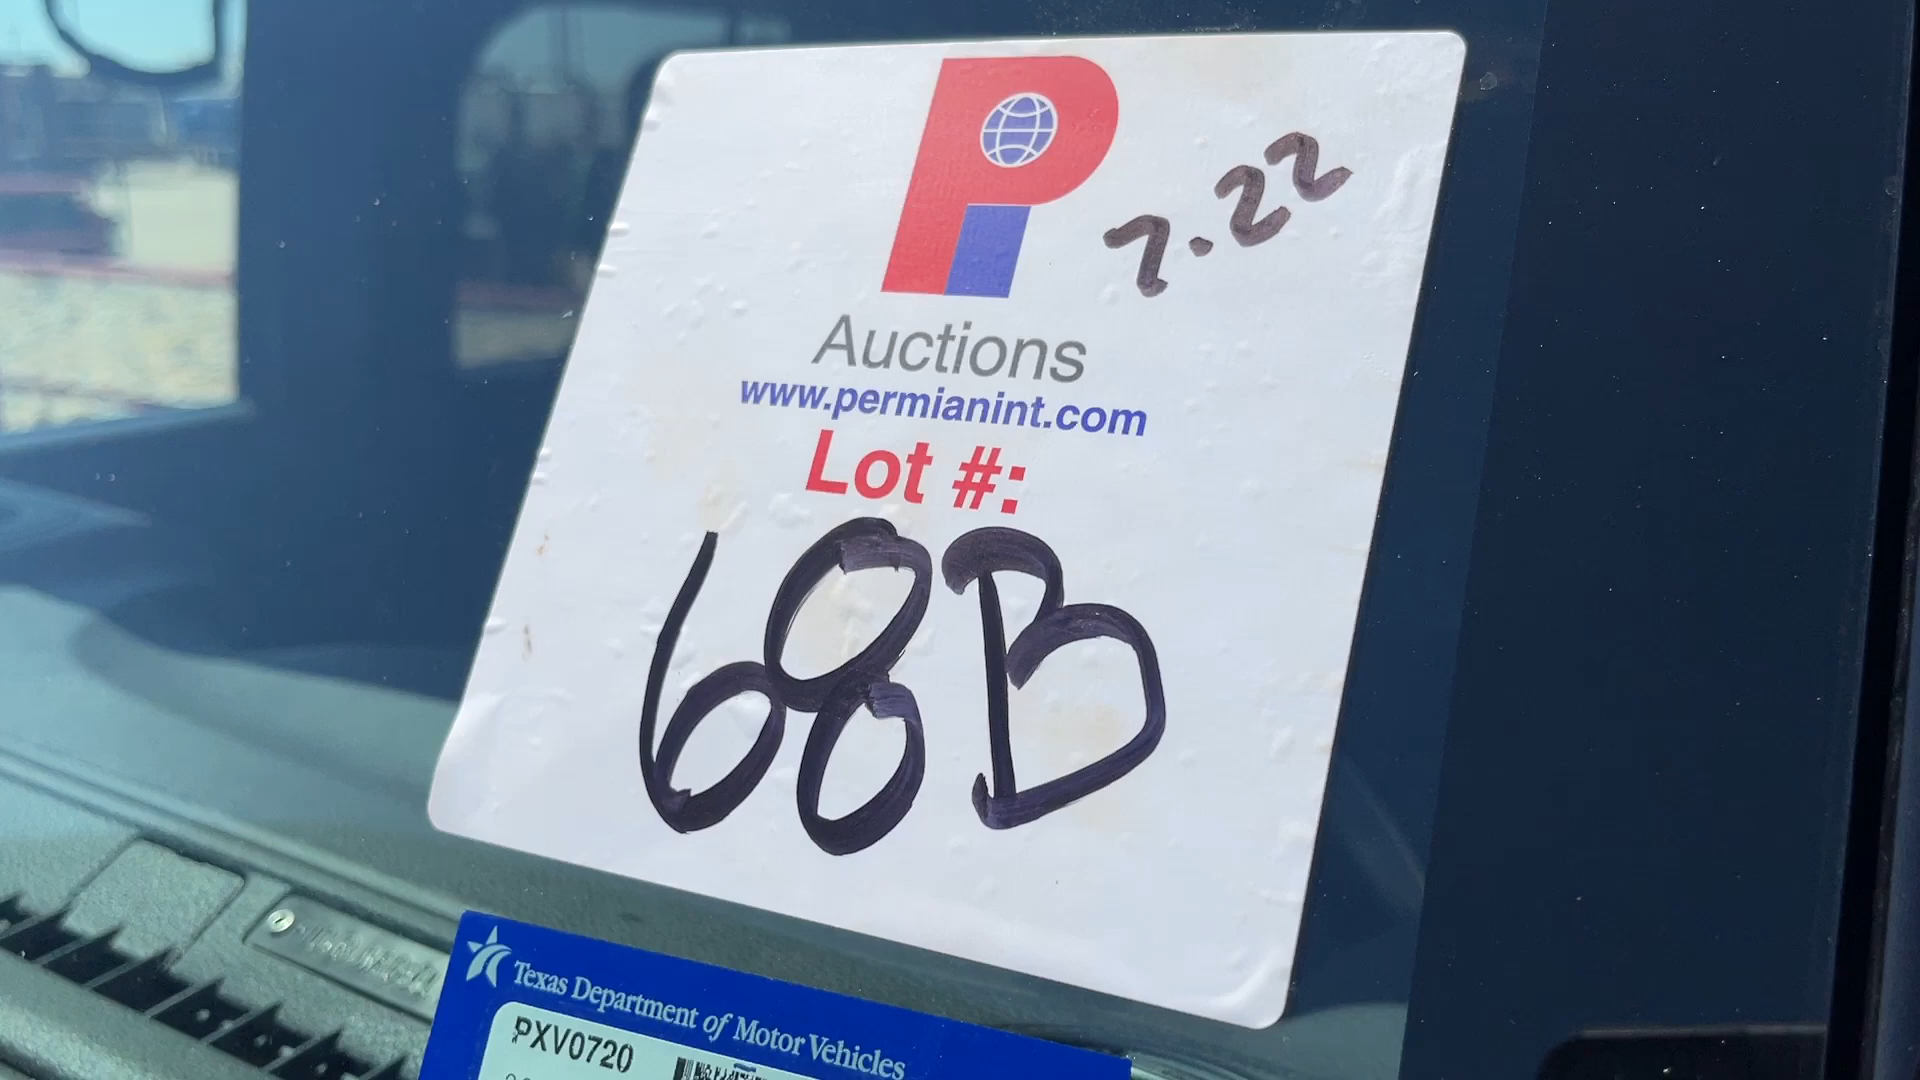 P
7.22
Auctions
www.permianint.com
Lot #:
68B
Texas Department of Motor Vehicles
PXV0720